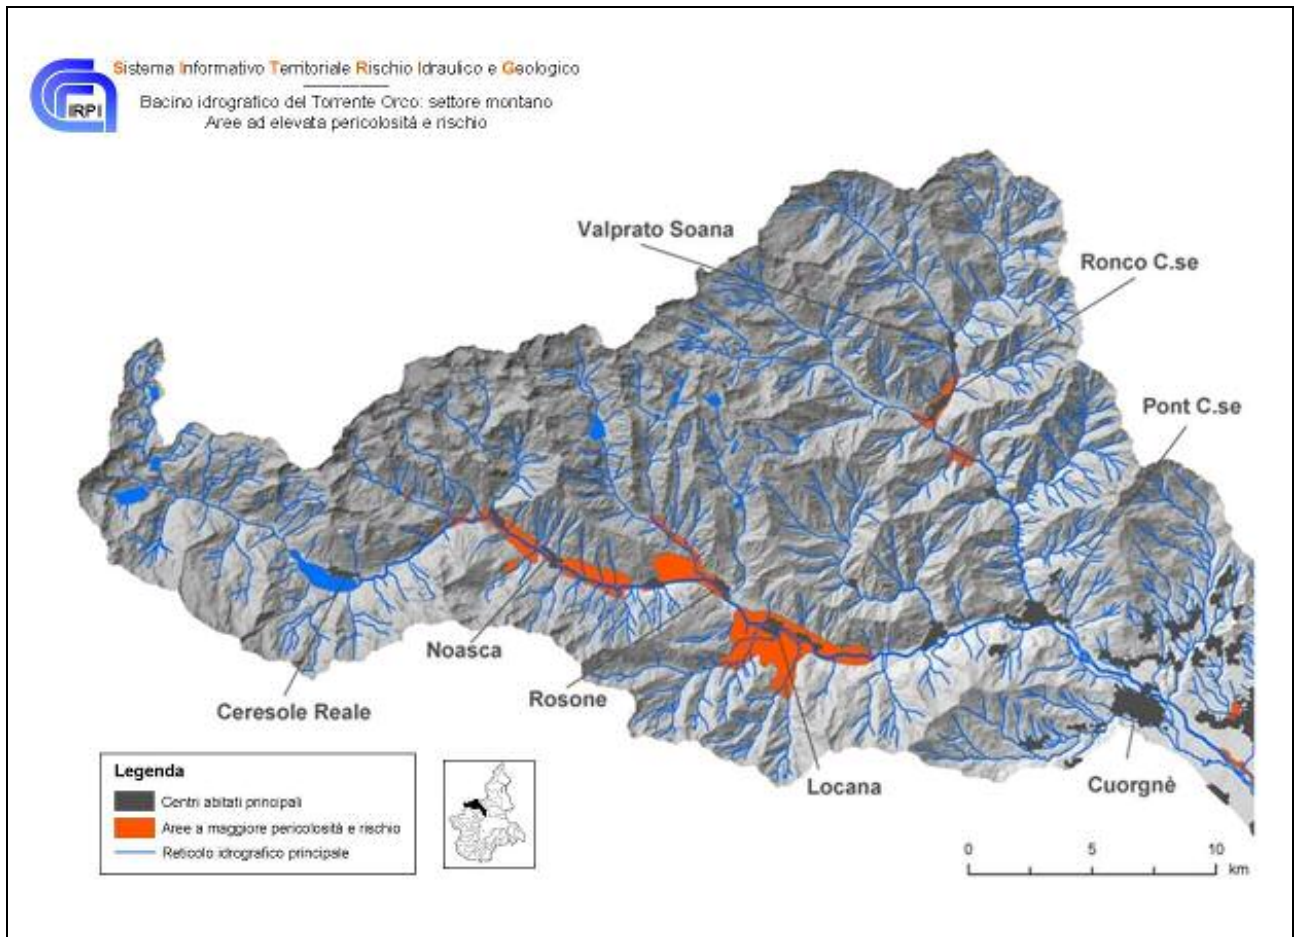 Sistema Informativo Territoriale Rischio Idraulico e Geologico
IRPI
Bacino idrografico del Torrente Orco: settore montano
Aree ad elevata pericolosità e rischio
Valprato Soana
Ronco C.se
Pont C.se
Noasca
Rosone
Ceresole Reale
Locana
Cuorgnè
Legenda
Centri abitati principali
Aree a maggiore pericolosità e rischio
Reticolo idrografico principale
0 5 10
km